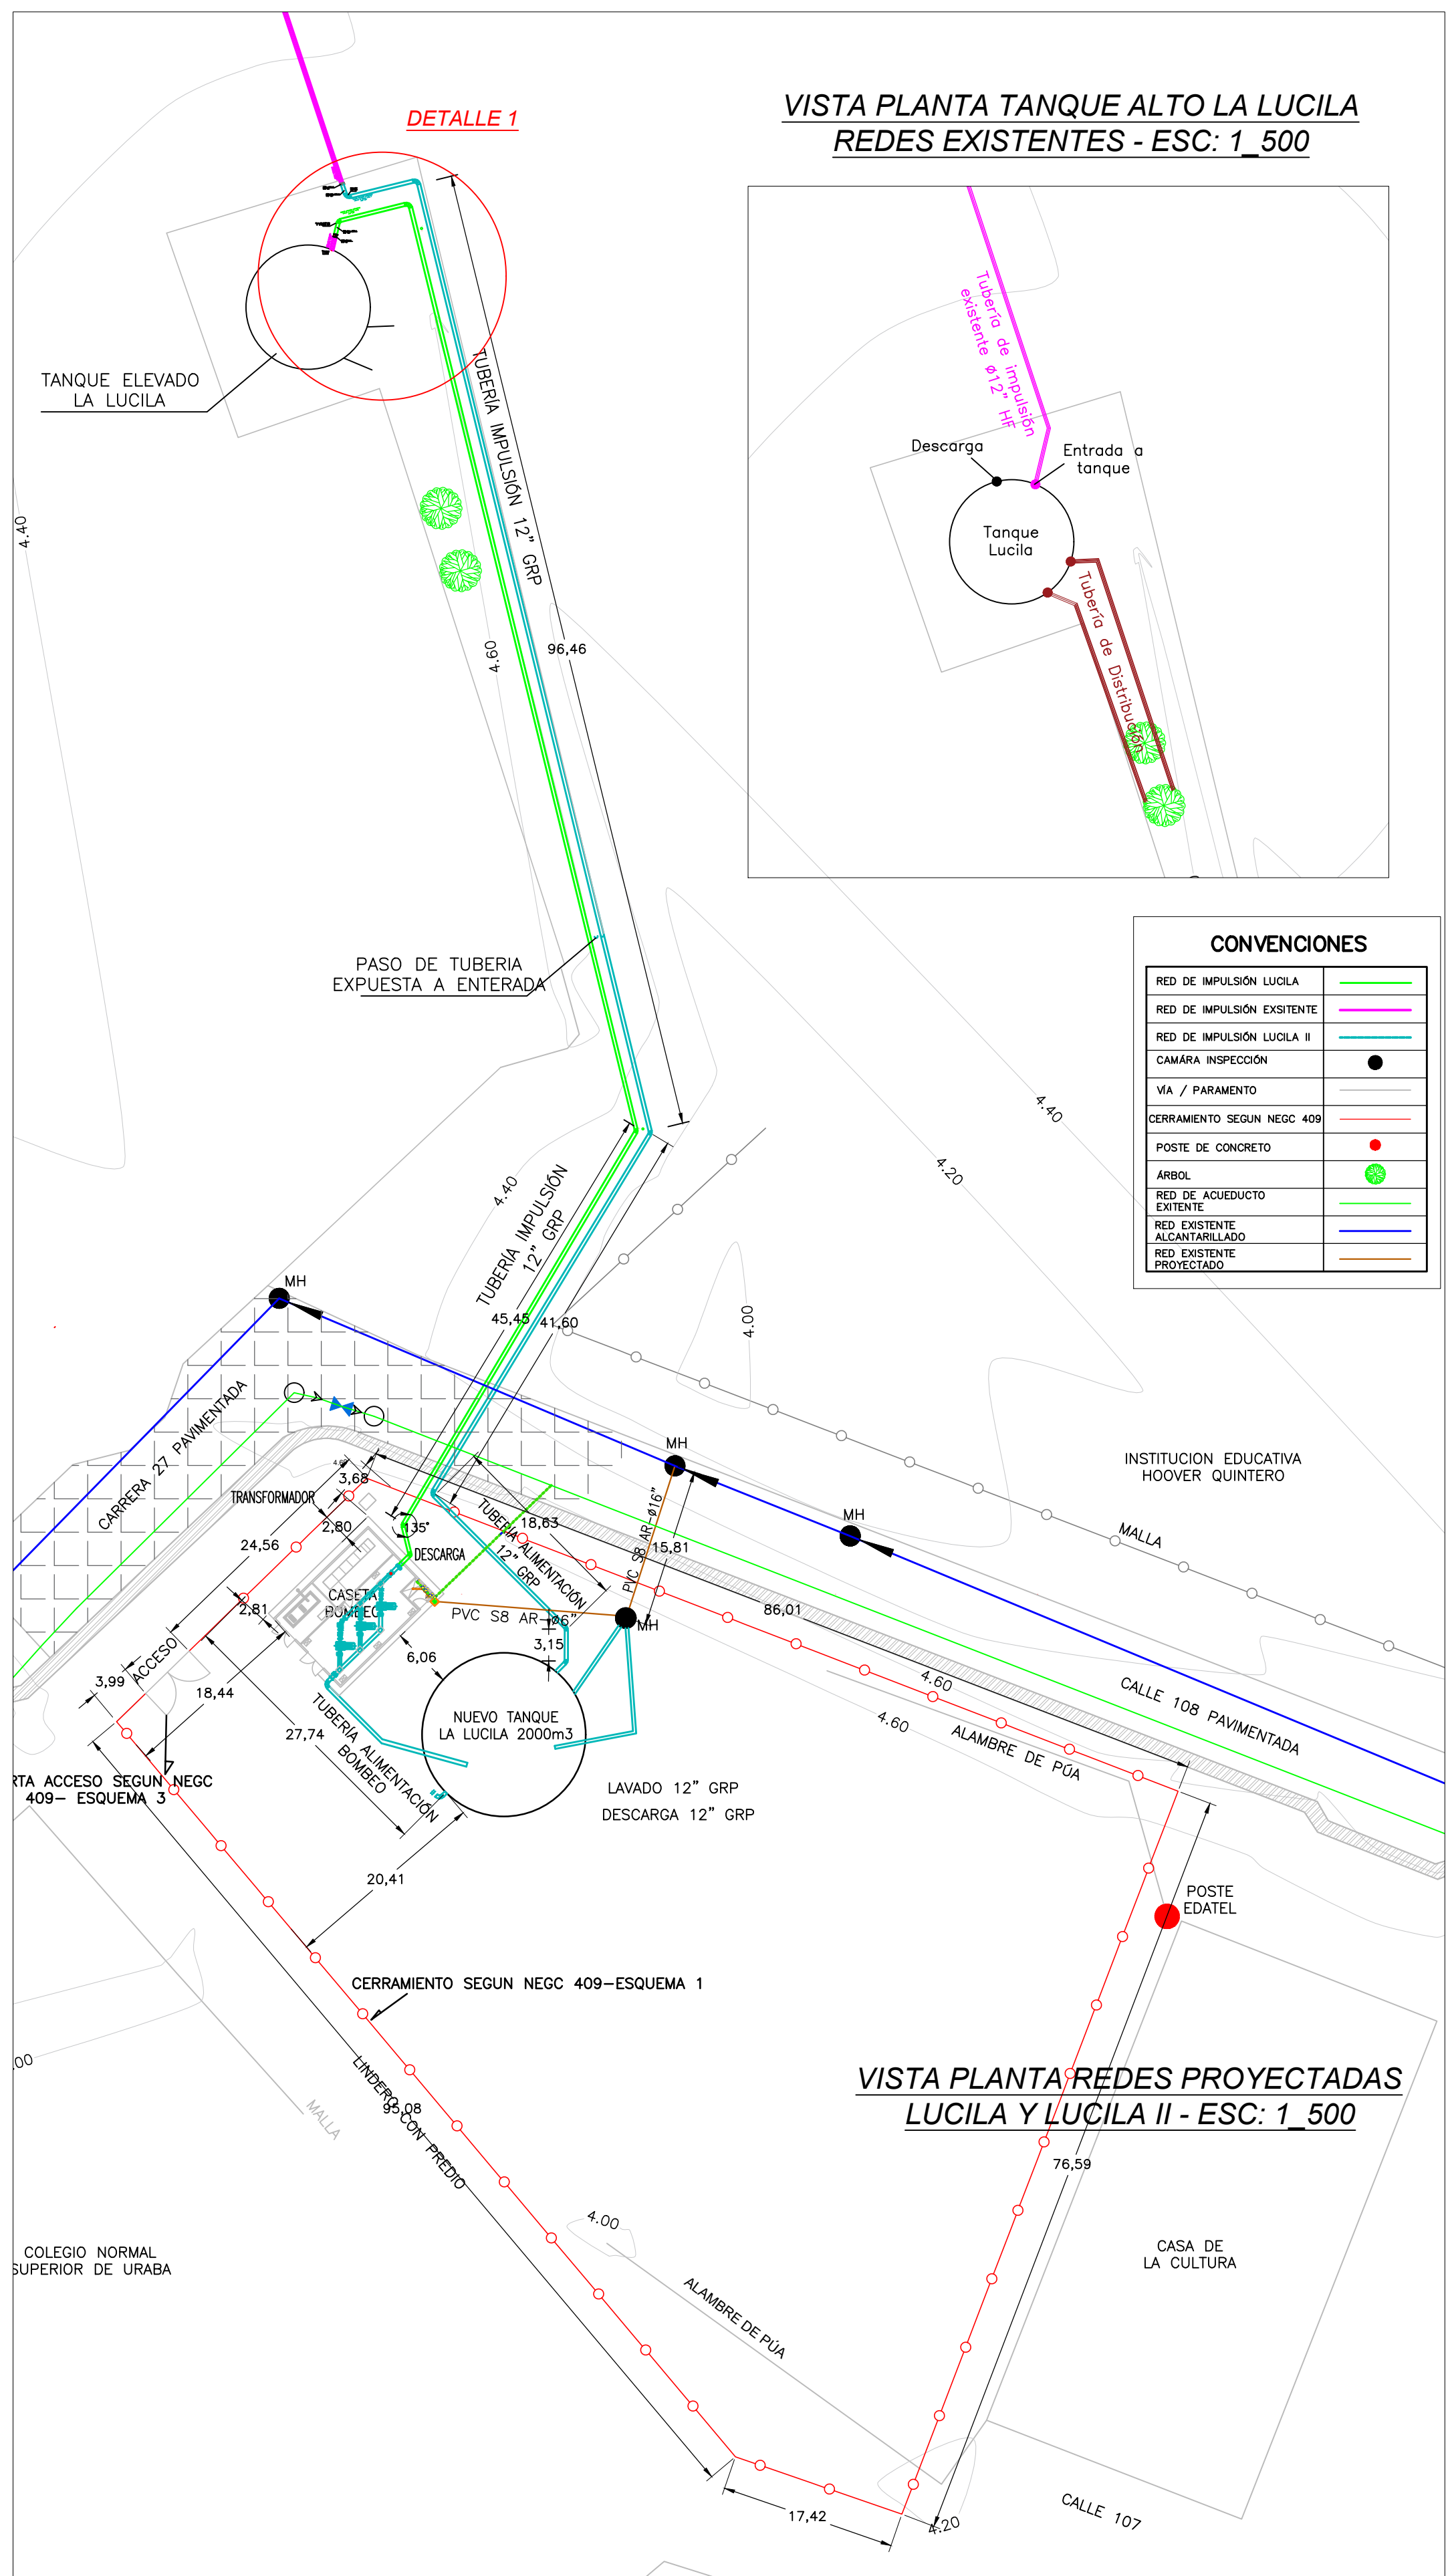 DETALLE 1
VISTA PLANTA TANQUE ALTO LA LUCILA
REDES EXISTENTES - ESC: 1_500
TANQUE ELEVADO
LA LUCILA
TUBERÍA IMPULSIÓN 12" GRP
96,46
4.40
4.60
Tubería de impulsión
existente ø12" HF
Descarga
Entrada a
tanque
Tanque
Lucila
Tubería de Distribución
PASO DE TUBERIA
EXPUESTA A ENTERADA
CONVENCIONES
RED DE IMPULSIÓN LUCILA
RED DE IMPULSIÓN EXSITENTE
RED DE IMPULSIÓN LUCILA II
CAMÁRA INSPECCIÓN
VÍA / PARAMENTO
CERRAMIENTO SEGUN NEGC 409
POSTE DE CONCRETO
ÁRBOL
RED DE ACUEDUCTO
EXITENTE
RED EXISTENTE
ALCANTARILLADO
RED EXISTENTE
PROYECTADO
4.40
4.20
4.40
4.00
TUBERÍA IMPULSIÓN
12" GRP
45,45
41,60
MH
CARRERA 27 PAVIMENTADA
MH
INSTITUCION EDUCATIVA
HOOVER QUINTERO
MH
MALLA
3,68
TRANSFORMADOR
2,80
24,56
135°
DESCARGA
TUBERÍA ALIMENTACIÓN
12" GRP
18,63
PVC S8 AR-ø16"
15,81
86,01
CASETA
BOMBEO
2,81
PVC S8 AR-ø6"
MH
3,15
6,06
ACCESO
3,99
18,44
27,74
TUBERÍA ALIMENTACIÓN
BOMBEO
NUEVO TANQUE
LA LUCILA 2000m3
4.60
4.60
CALLE 108 PAVIMENTADA
ALAMBRE DE PÚA
RTA ACCESO SEGUN NEGC
409- ESQUEMA 3
LAVADO 12" GRP
DESCARGA 12" GRP
20,41
POSTE
EDATEL
CERRAMIENTO SEGUN NEGC 409-ESQUEMA 1
.00
LINDERO CON PREDIO
95,08
MALLA
VISTA PLANTA REDES PROYECTADAS
LUCILA Y LUCILA II - ESC: 1_500
76,59
4.00
COLEGIO NORMAL
SUPERIOR DE URABA
CASA DE
LA CULTURA
ALAMBRE DE PÚA
17,42
4.20
CALLE 107